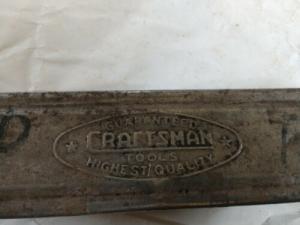 GUARANTEED
CRAFTSMAN
TOOLS
HIGHEST QUALITY